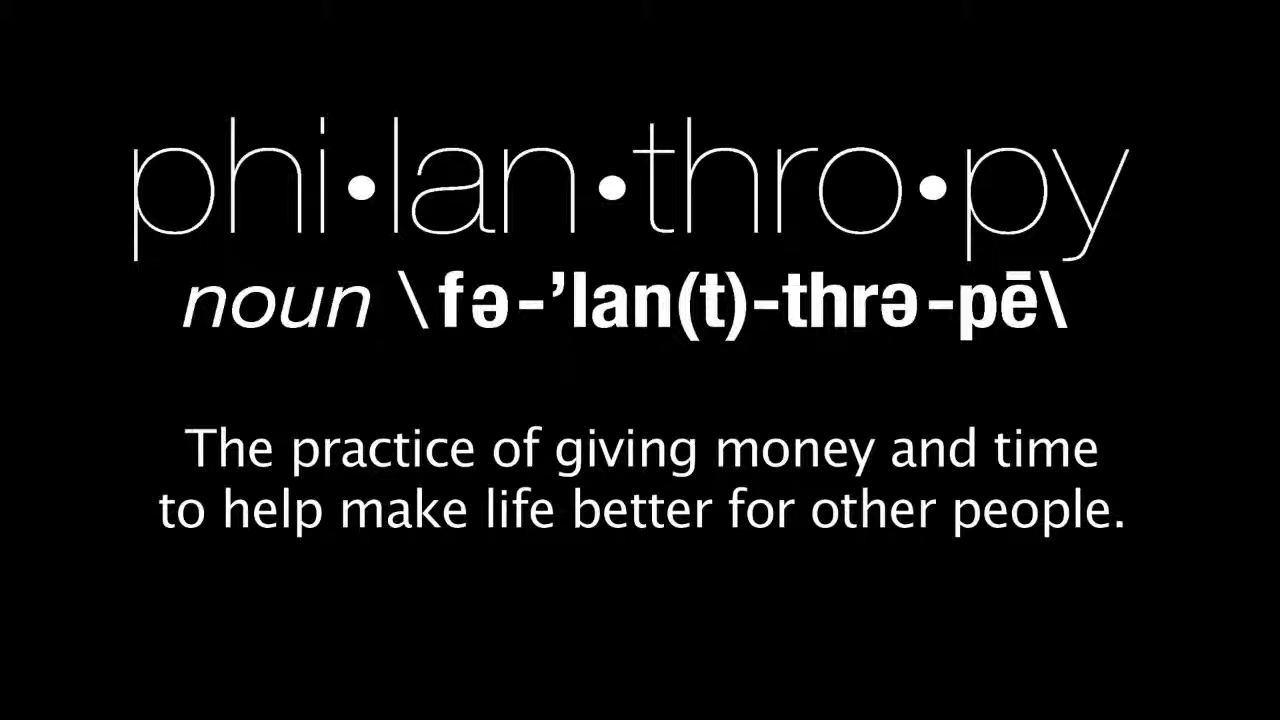 phi•lan•thro•py
noun \fə-’lan(t)-thrə-pē\
The practice of giving money and time
to help make life better for other people.